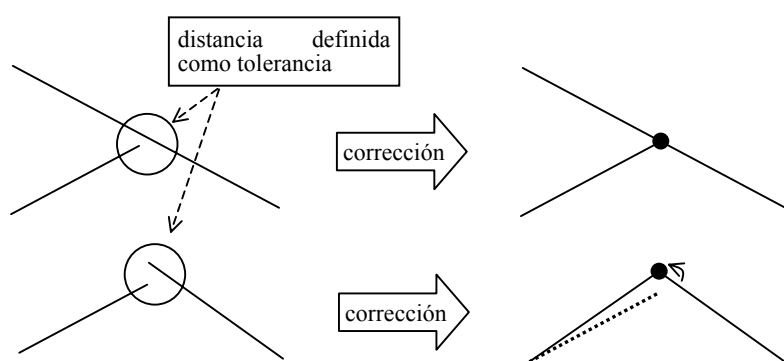 distancia definida
como tolerancia
corrección
corrección